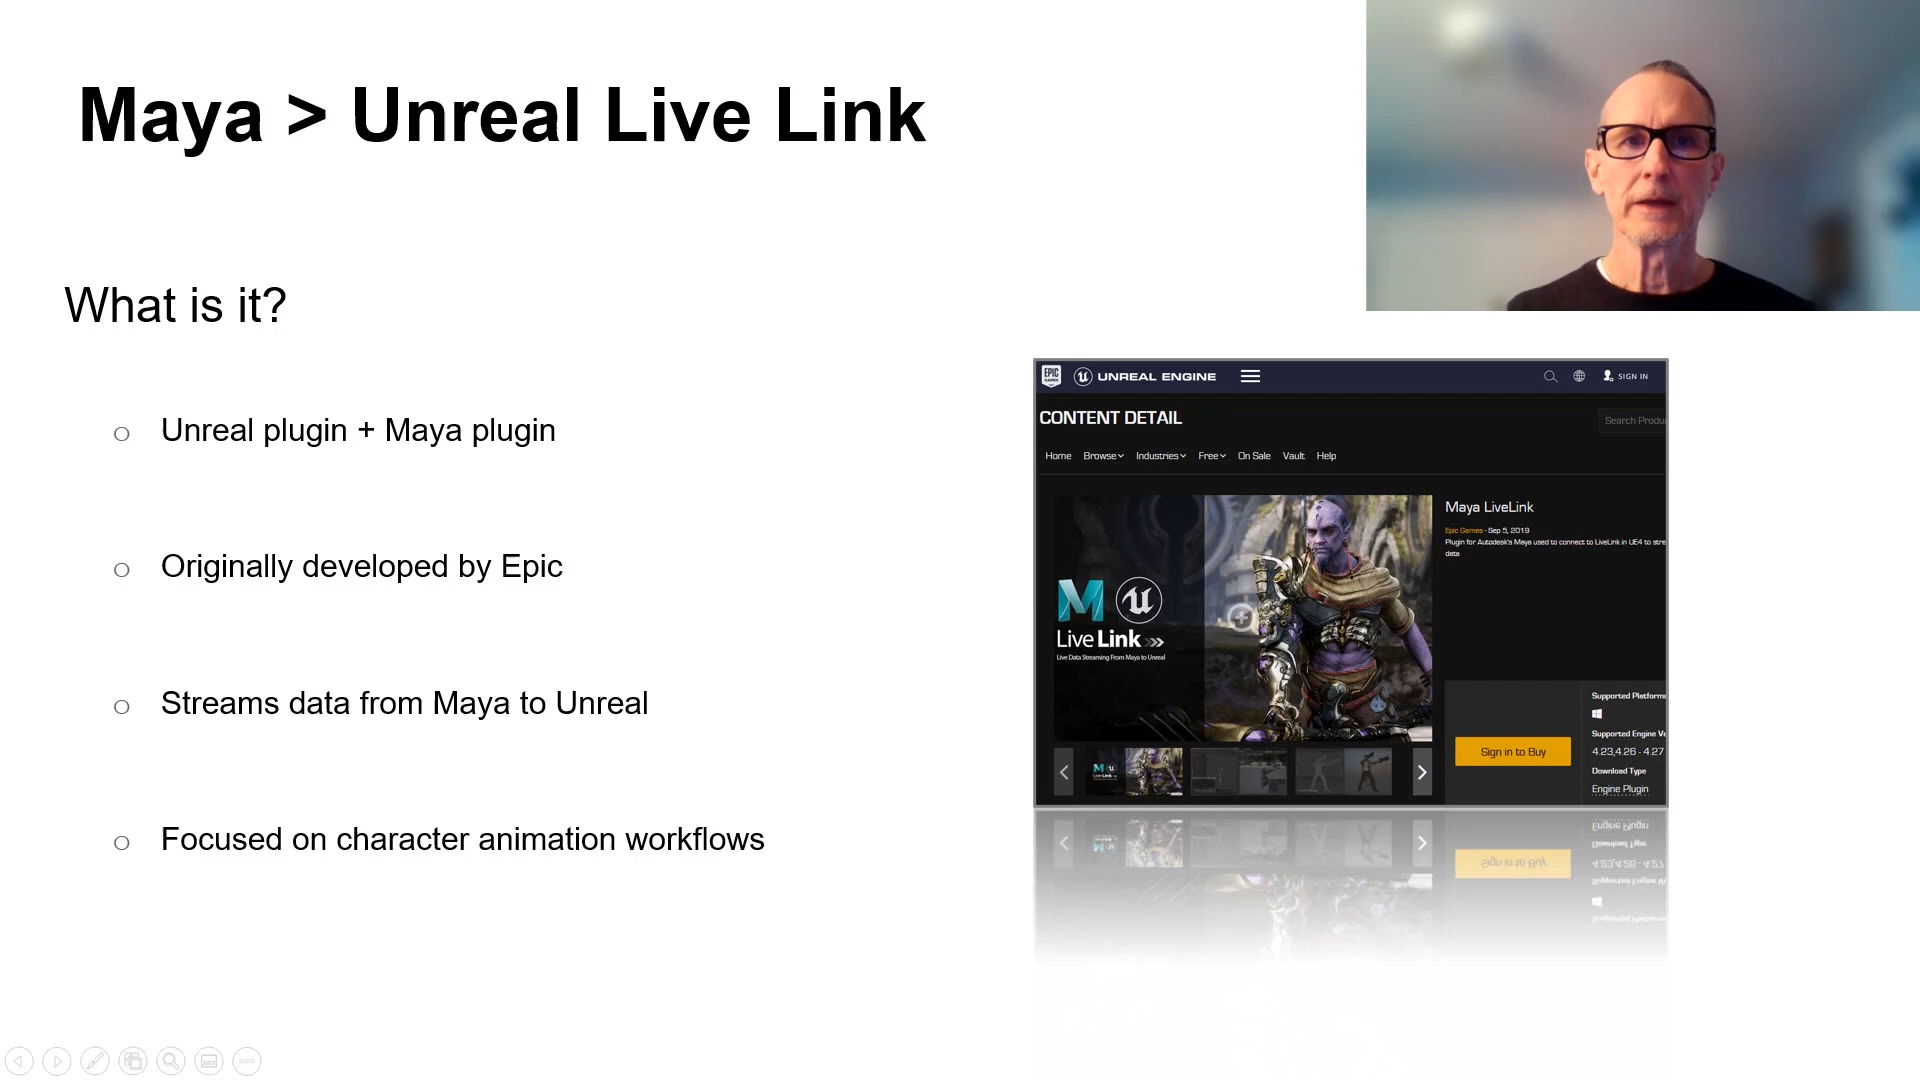 Maya > Unreal Live Link
What is it?
Unreal plugin + Maya plugin
Originally developed by Epic
Streams data from Maya to Unreal
Focused on character animation workflows
EPIC GAMES
UNREAL ENGINE
SIGN IN
CONTENT DETAIL
Search Produ
Home Browse Industries Free On Sale Vault Help
Maya LiveLink
Epic Games - Sep 5, 2019
Plugin for Autodesk's Maya used to connect to LiveLink in UE4 to stre
data
M
Live Link
Live Data Streaming From Maya to Unreal
Supported Platform
Supported Engine Ve
4.23,4.26 - 4.27
Download Type
Engine Plugin
Sign in to Buy